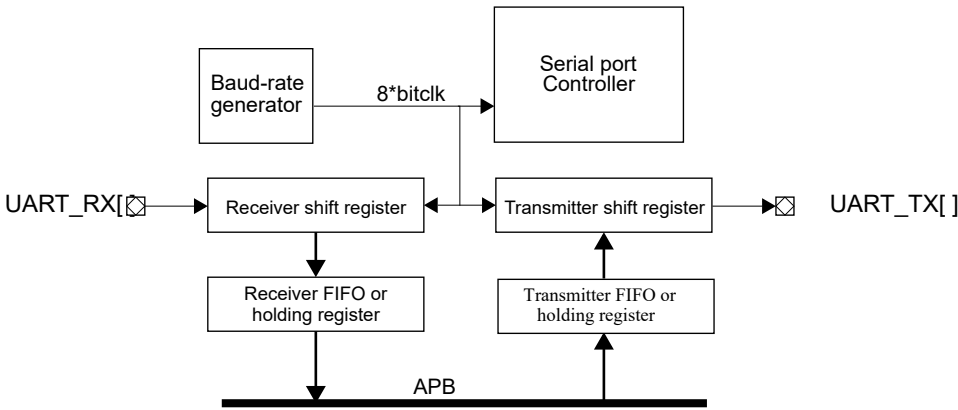 Baud-rate
generator
8*bitclk
Serial port
Controller
UART_RX[ ]
Receiver shift register
Transmitter shift register
UART_TX[ ]
Receiver FIFO or
holding register
Transmitter FIFO or
holding register
APB